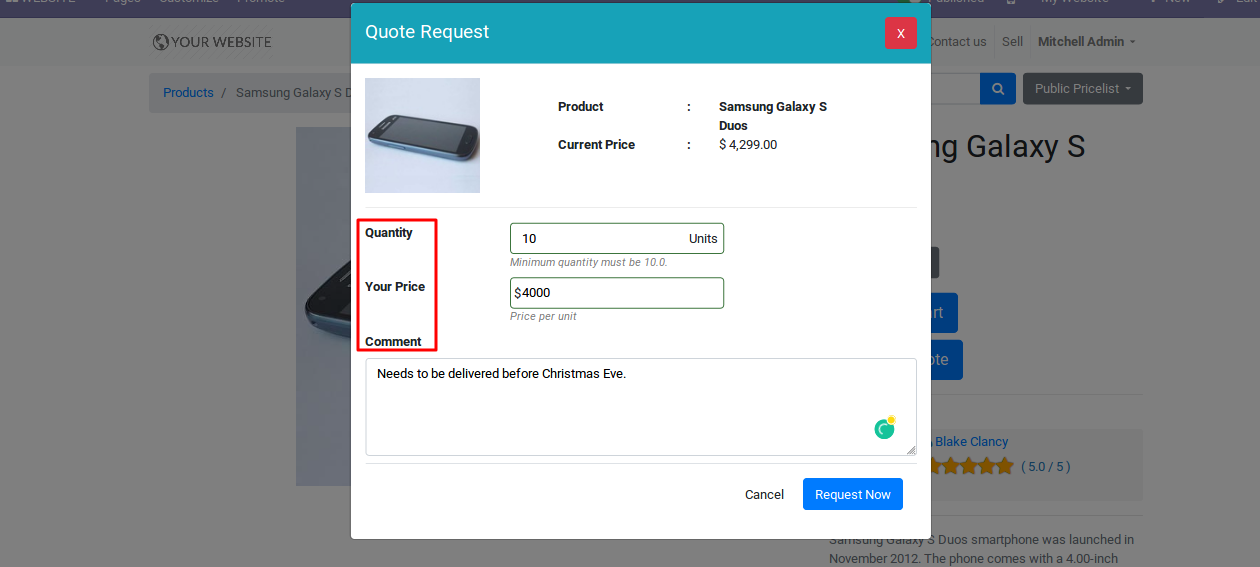 WEBSITE Pages Customize Promote Published My Website New Edit
Quote Request
X
YOUR WEBSITE
Contact us Sell Mitchell Admin
Products / Samsung Galaxy S D
Public Pricelist
Product : Samsung Galaxy S
Duos
Current Price : $ 4,299.00
ng Galaxy S
Quantity
10 Units
Minimum quantity must be 10.0.
Your Price
$4000
Price per unit
Comment
Needs to be delivered before Christmas Eve.
Cancel Request Now
Blake Clancy
( 5.0 / 5 )
Samsung Galaxy S Duos smartphone was launched in
November 2012. The phone comes with a 4.00-inch